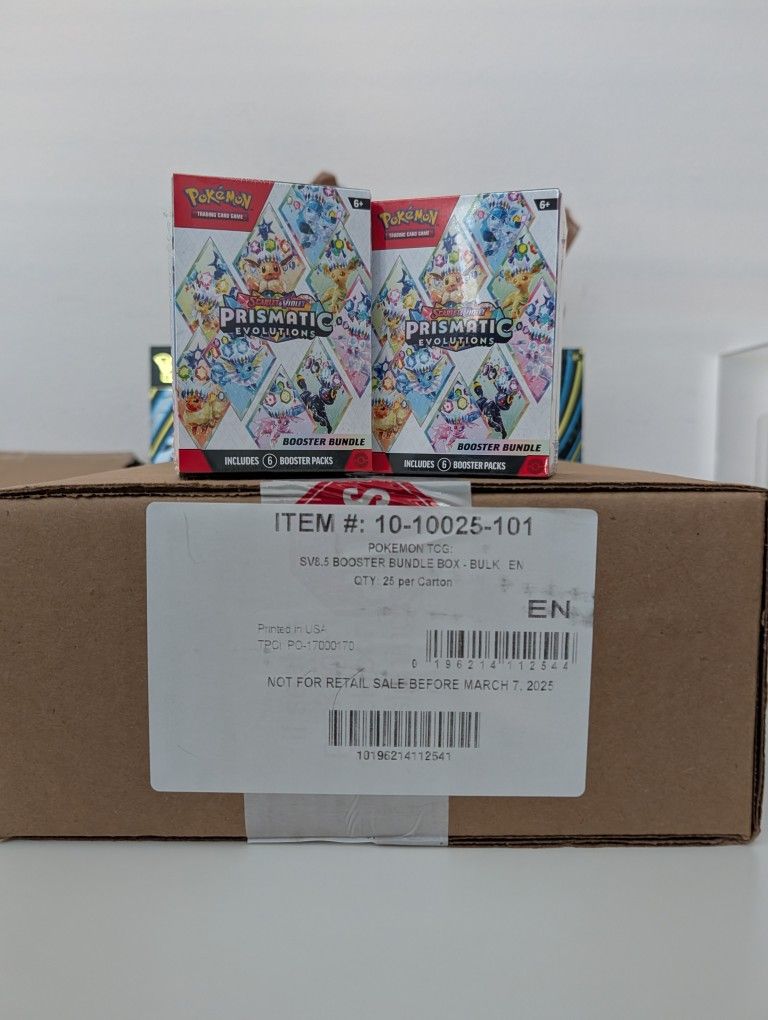 Pokémon
TRADING CARD GAME
6+
SCARLET & VIOLET
PRISMATIC
EVOLUTIONS
BOOSTER BUNDLE
INCLUDES 6 BOOSTER PACKS
Pokémon
TRADING CARD GAME
6+
SCARLET & VIOLET
PRISMATIC
EVOLUTIONS
BOOSTER BUNDLE
INCLUDES 6 BOOSTER PACKS
ITEM #: 10-10025-101
POKEMON TCG:
SV8.5 BOOSTER BUNDLE BOX - BULK EN
QTY: 25 per Carton
EN
Printed in USA
TPCi PO-17000170
0 196214 112544
NOT FOR RETAIL SALE BEFORE MARCH 7, 2025
10196214112541